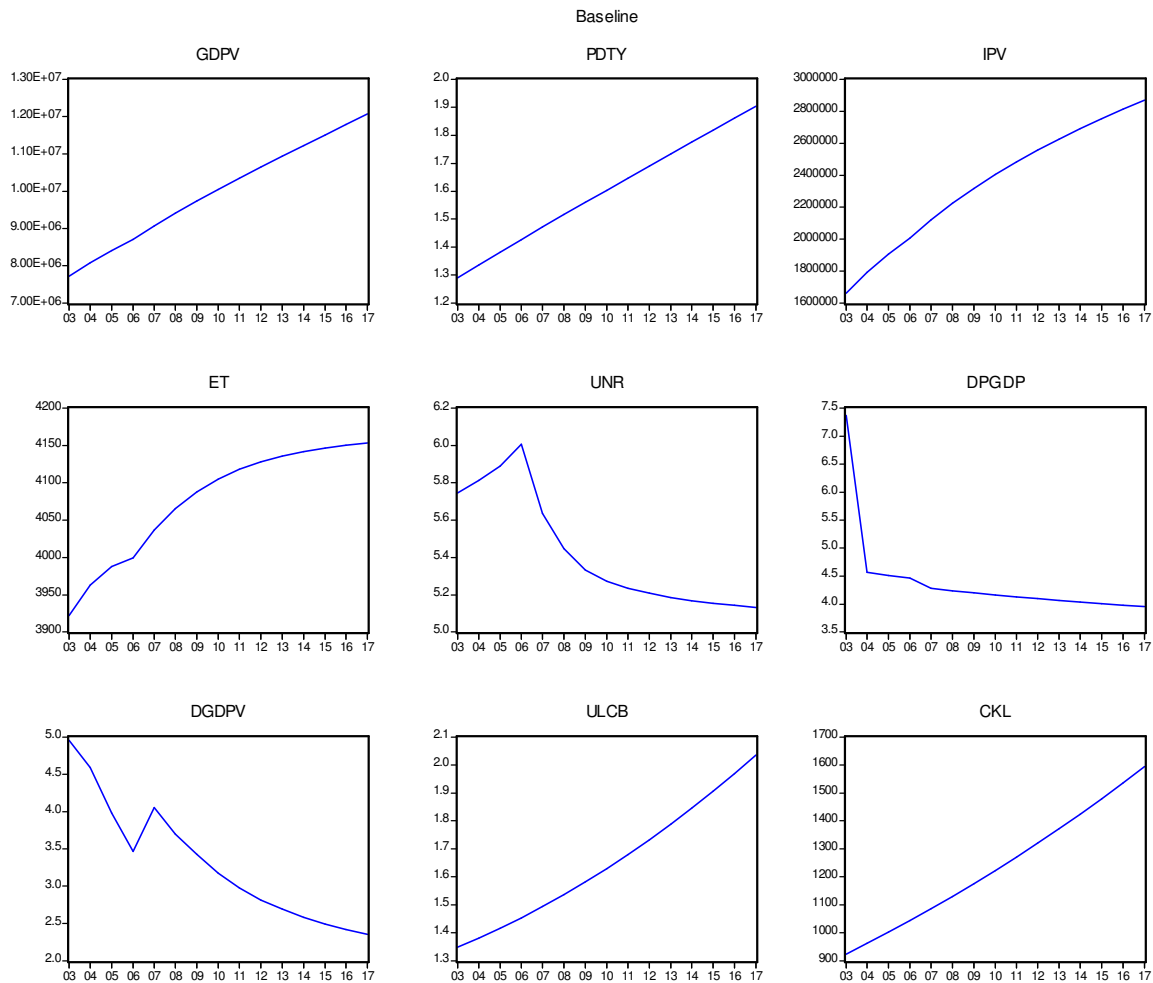 Baseline
GDPV
1.30E+07
1.20E+07
1.10E+07
1.00E+07
9.00E+06
8.00E+06
7.00E+06
03 04 05 06 07 08 09 10 11 12 13 14 15 16 17
PDTY
2.0
1.9
1.8
1.7
1.6
1.5
1.4
1.3
1.2
03 04 05 06 07 08 09 10 11 12 13 14 15 16 17
IPV
3000000
2800000
2600000
2400000
2200000
2000000
1800000
1600000
03 04 05 06 07 08 09 10 11 12 13 14 15 16 17
ET
4200
4150
4100
4050
4000
3950
3900
03 04 05 06 07 08 09 10 11 12 13 14 15 16 17
UNR
6.2
6.0
5.8
5.6
5.4
5.2
5.0
03 04 05 06 07 08 09 10 11 12 13 14 15 16 17
DPGDP
7.5
7.0
6.5
6.0
5.5
5.0
4.5
4.0
3.5
03 04 05 06 07 08 09 10 11 12 13 14 15 16 17
DGDPV
5.0
4.5
4.0
3.5
3.0
2.5
2.0
03 04 05 06 07 08 09 10 11 12 13 14 15 16 17
ULCB
2.1
2.0
1.9
1.8
1.7
1.6
1.5
1.4
1.3
03 04 05 06 07 08 09 10 11 12 13 14 15 16 17
CKL
1700
1600
1500
1400
1300
1200
1100
1000
900
03 04 05 06 07 08 09 10 11 12 13 14 15 16 17